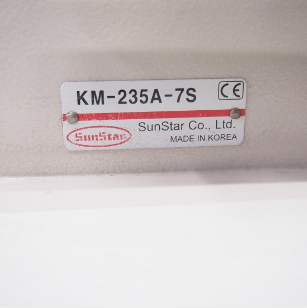 KM-235A-7S CE
SunStar SunStar Co., Ltd.
MADE IN KOREA